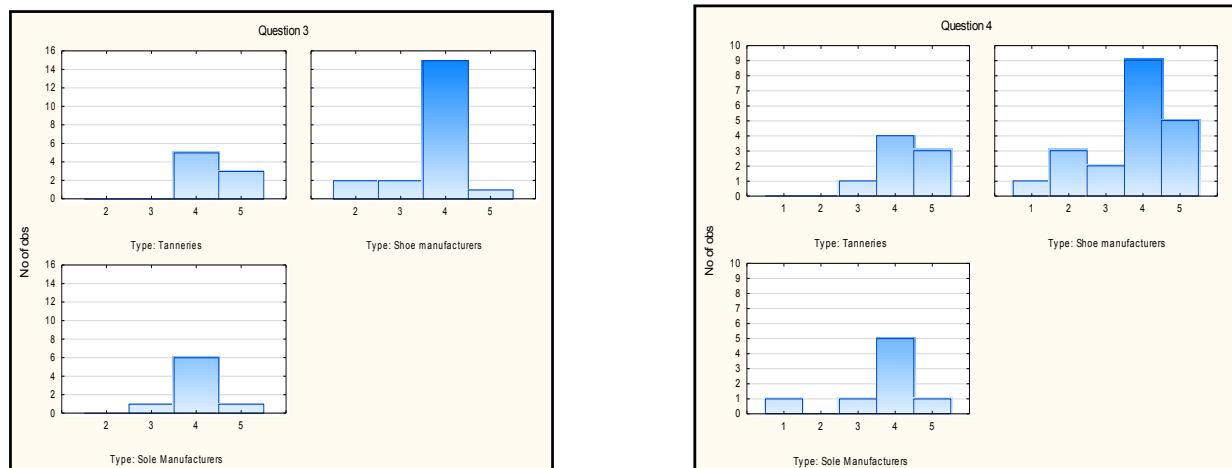 Question 3
16
14
12
10
8
6
4
2
0
2 3 4 5
Type: Tanneries
2 3 4 5
Type: Shoe manufacturers
No of obs
16
14
12
10
8
6
4
2
0
2 3 4 5
Type: Sole Manufacturers
Question 4
10
9
8
7
6
5
4
3
2
1
0
1 2 3 4 5
Type: Tanneries
1 2 3 4 5
Type: Shoe manufacturers
No of obs
10
9
8
7
6
5
4
3
2
1
0
1 2 3 4 5
Type: Sole Manufacturers